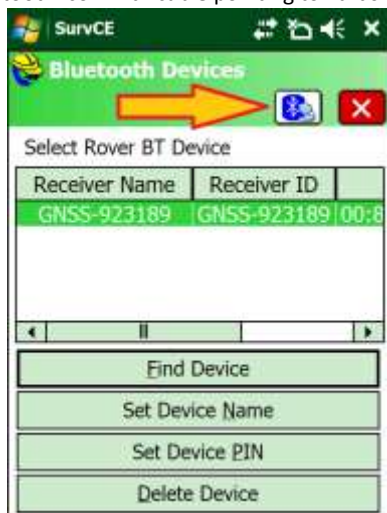 SurvCE
Bluetooth Devices
Select Rover BT Device
Receiver Name Receiver ID
GNSS-923189 GNSS-923189 00:8
Find Device
Set Device Name
Set Device PIN
Delete Device